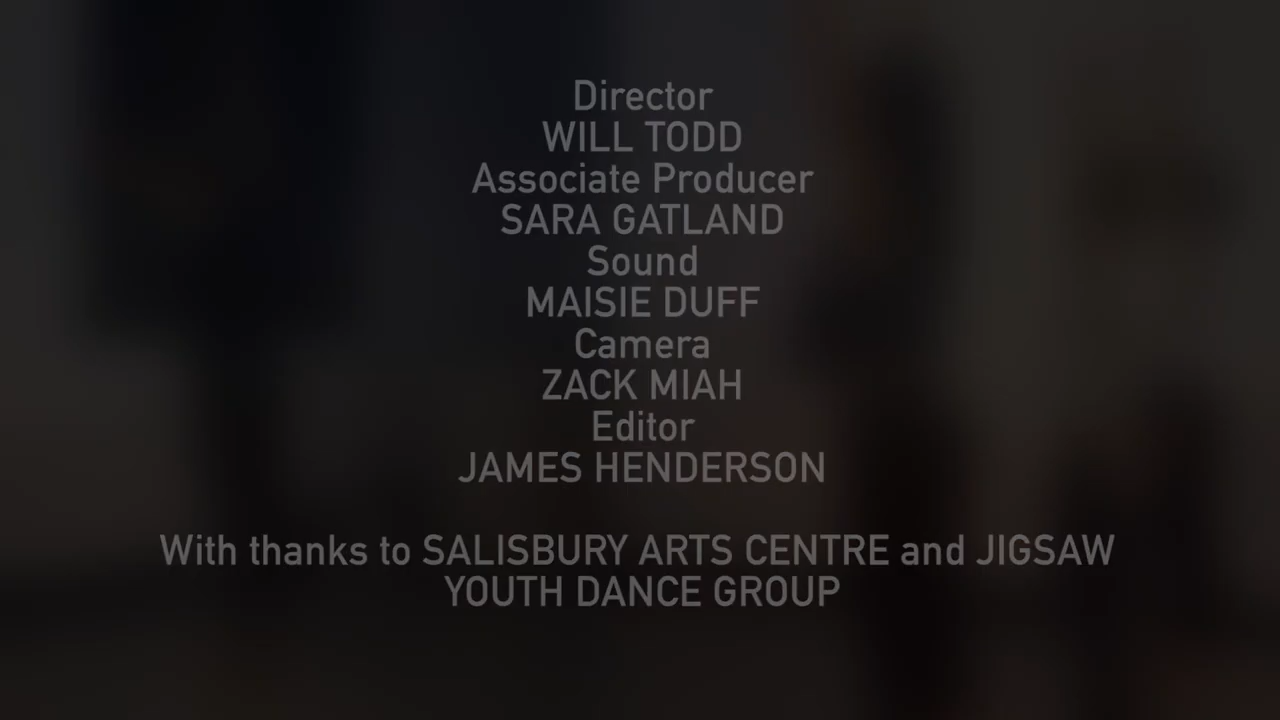 Director
WILL TODD
Associate Producer
SARA GATLAND
Sound
MAISIE DUFF
Camera
ZACK MIAH
Editor
JAMES HENDERSON
With thanks to SALISBURY ARTS CENTRE and JIGSAW
YOUTH DANCE GROUP